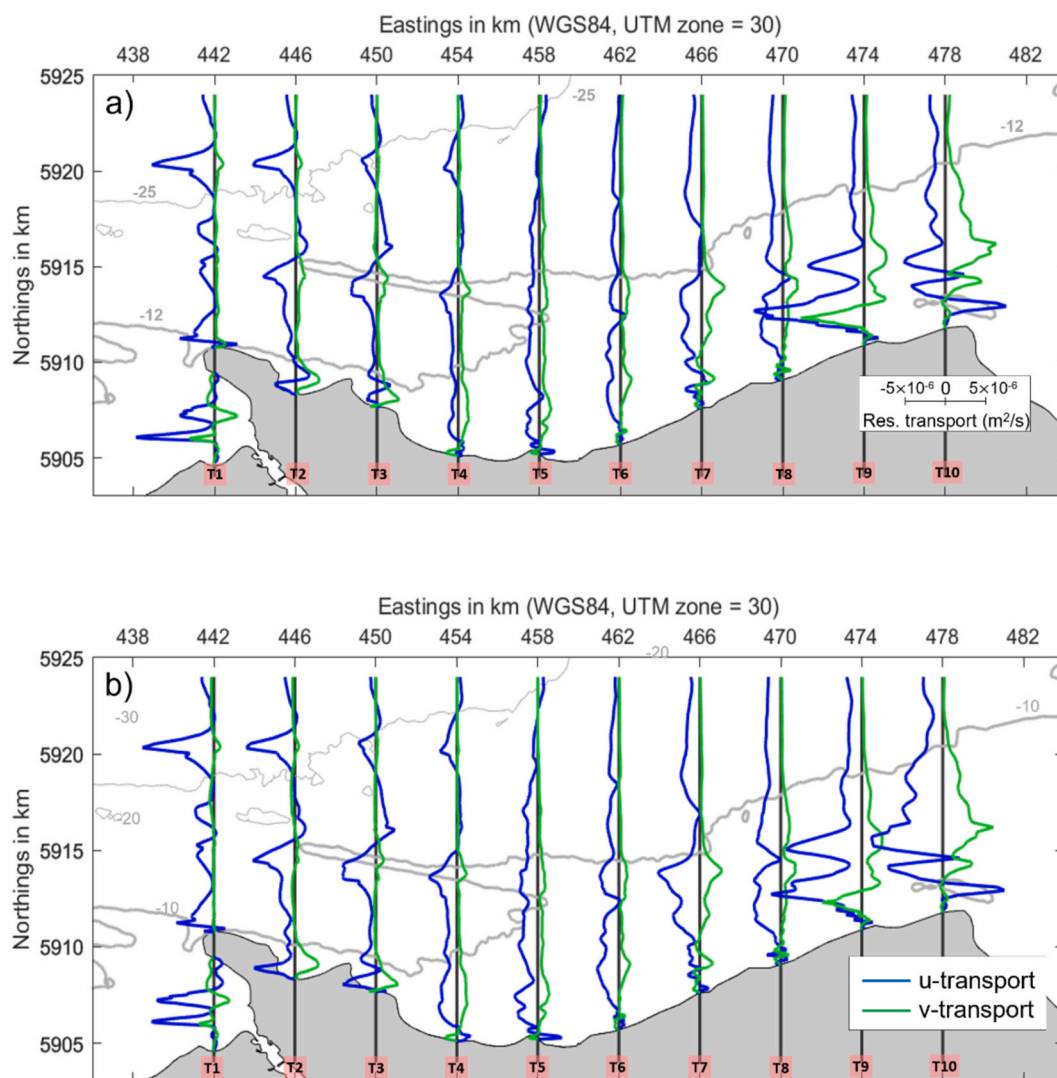 Eastings in km (WGS84, UTM zone = 30)
438 442 446 450 454 458 462 466 470 474 478 482
5925
a)
-25
-12
5920
-25
Northings in km
5915
-12
5910
-5×10⁻⁶ 0 5×10⁻⁶
Res. transport (m²/s)
5905
T1 T2 T3 T4 T5 T6 T7 T8 T9 T10
Eastings in km (WGS84, UTM zone = 30)
438 442 446 450 454 458 462 466 470 474 478 482
5925
-20
b)
-10
-30
5920
-20
Northings in km
5915
-10
5910
u-transport
v-transport
5905
T1 T2 T3 T4 T5 T6 T7 T8 T9 T10